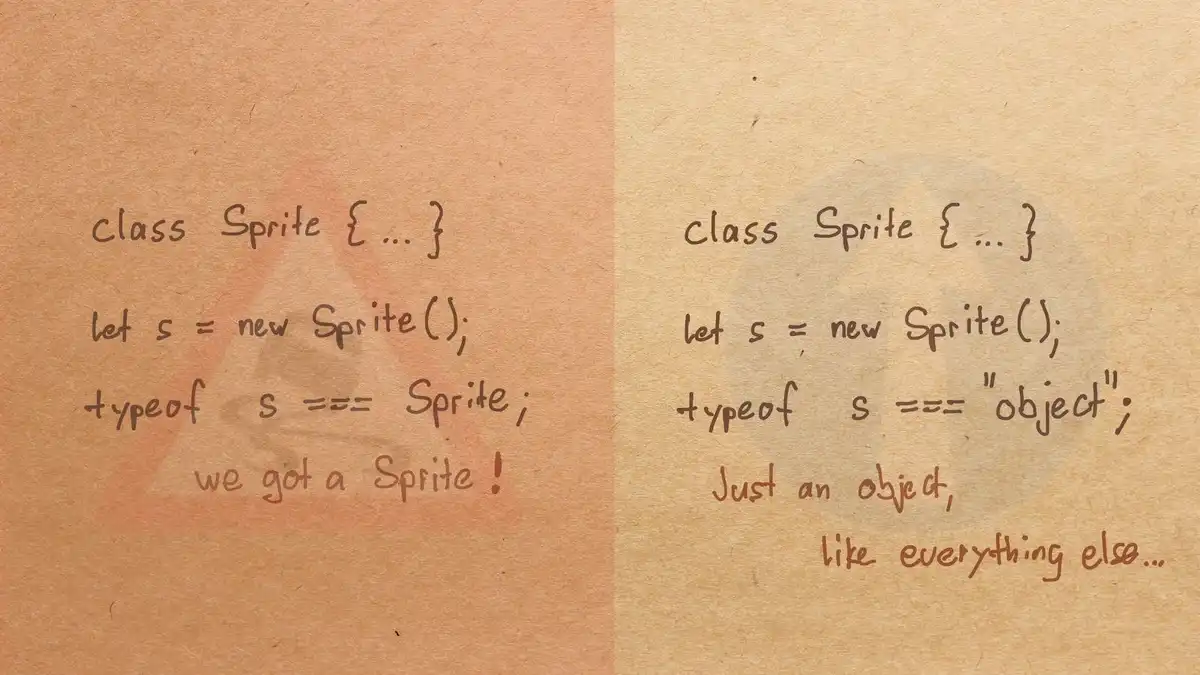 class Sprite {...}
let s = new Sprite();
typeof s === Sprite;
we got a Sprite!
class Sprite {...}
let s = new Sprite();
typeof s === "object";
Just an object,
like everything else...